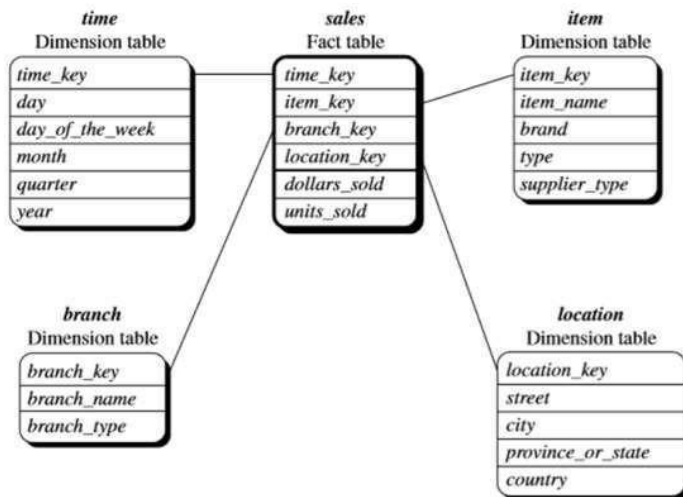 time
Dimension table
time_key
day
day_of_the_week
month
quarter
year
sales
Fact table
time_key
item_key
branch_key
location_key
dollars_sold
units_sold
item
Dimension table
item_key
item_name
brand
type
supplier_type
branch
Dimension table
branch_key
branch_name
branch_type
location
Dimension table
location_key
street
city
province_or_state
country